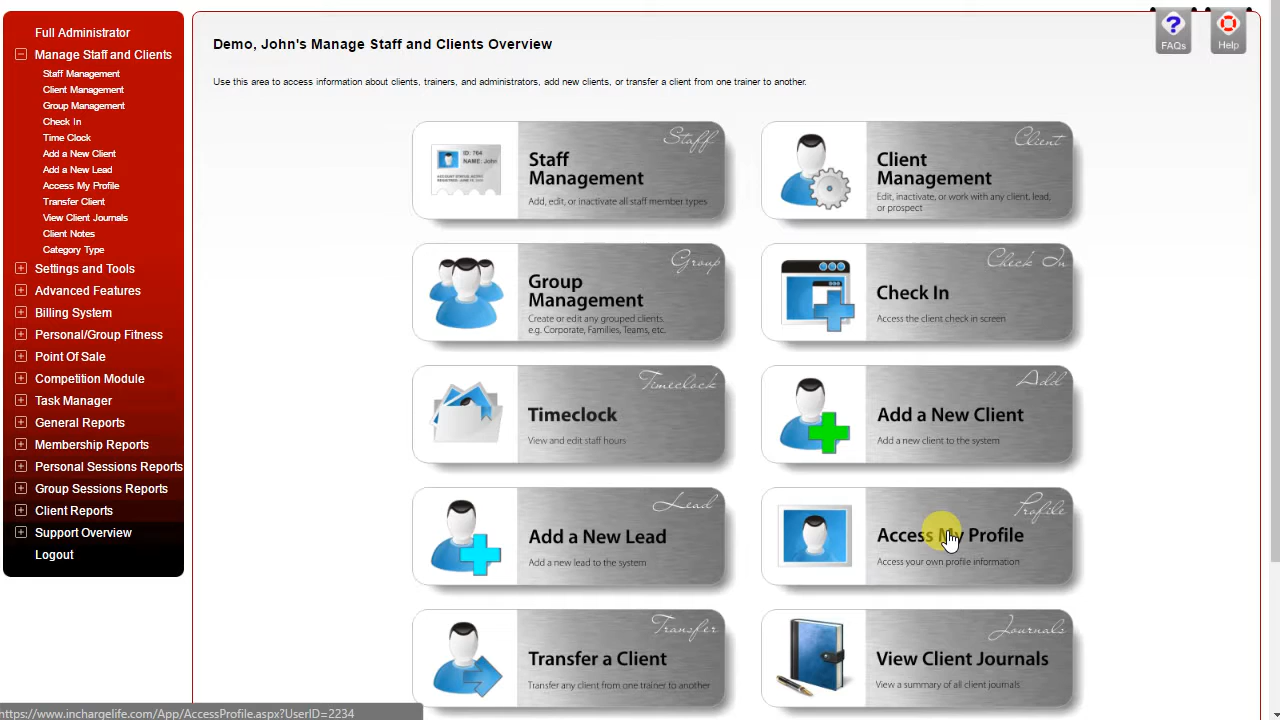 Full Administrator
Manage Staff and Clients
Staff Management
Client Management
Group Management
Check In
Time Clock
Add a New Client
Add a New Lead
Access My Profile
Transfer Client
View Client Journals
Client Notes
Category Type
Settings and Tools
Advanced Features
Billing System
Personal/Group Fitness
Point Of Sale
Competition Module
Task Manager
General Reports
Membership Reports
Personal Sessions Reports
Group Sessions Reports
Client Reports
Support Overview
Logout
Demo, John's Manage Staff and Clients Overview
FAQs
Help
Use this area to access information about clients, trainers, and administrators, add new clients, or transfer a client from one trainer to another.
Staff
ID: 764
NAME: John
Staff
Management
Add, edit, or inactivate all staff member types
Client
Client
Management
Edit, inactivate, or work with any client, lead,
or prospect
Group
Group
Management
Create or edit any grouped clients.
e.g. Corporate, Families, Teams, etc.
Check In
Check In
Access the client check in screen
Timeclock
Timeclock
View and edit staff hours
Add
Add a New Client
Add a new client to the system
Lead
Add a New Lead
Add a new lead to the system
Profile
Access My Profile
Access your own profile information
Transfer
Transfer a Client
Transfer any client from one trainer to another
Journals
View Client Journals
View a summary of all client journals
https://www.inchargelife.com/App/AccessProfile.aspx?UserID=2234